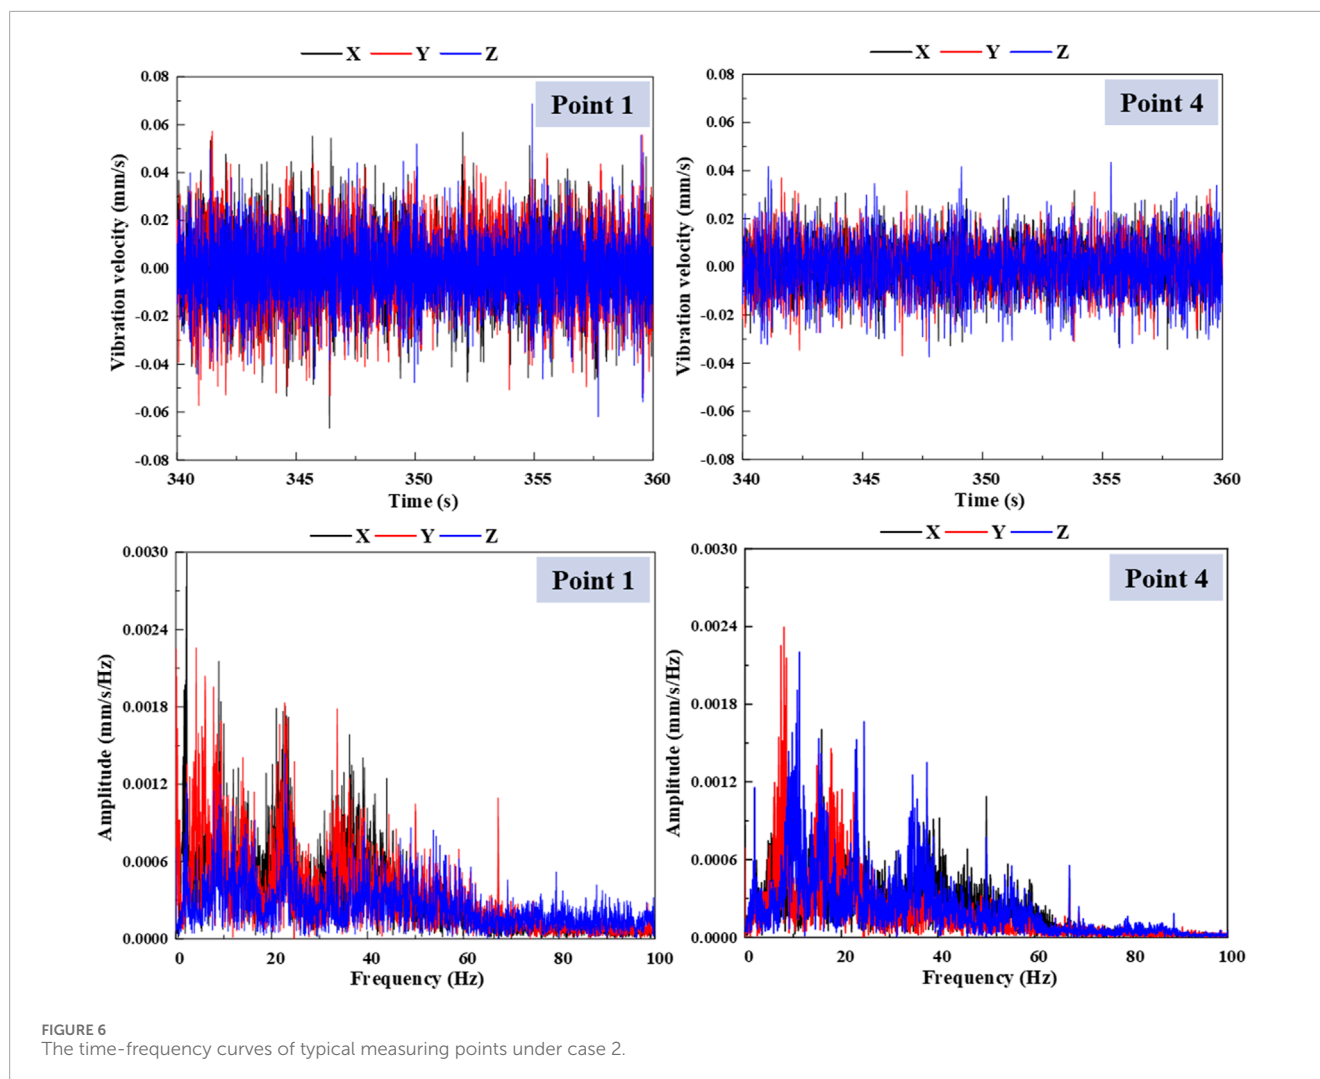 X Y Z
Point 1
0.08
0.06
0.04
0.02
0.00
-0.02
-0.04
-0.06
-0.08
Vibration velocity (mm/s)
340 345 350 355 360
Time (s)
X Y Z
Point 4
0.08
0.06
0.04
0.02
0.00
-0.02
-0.04
-0.06
-0.08
Vibration velocity (mm/s)
340 345 350 355 360
Time (s)
X Y Z
Point 1
0.0030
0.0024
0.0018
0.0012
0.0006
0.0000
Amplitude (mm/s/Hz)
0 20 40 60 80 100
Frequency (Hz)
X Y Z
Point 4
0.0030
0.0024
0.0018
0.0012
0.0006
0.0000
Amplitude (mm/s/Hz)
0 20 40 60 80 100
Frequency (Hz)
FIGURE 6
The time-frequency curves of typical measuring points under case 2.